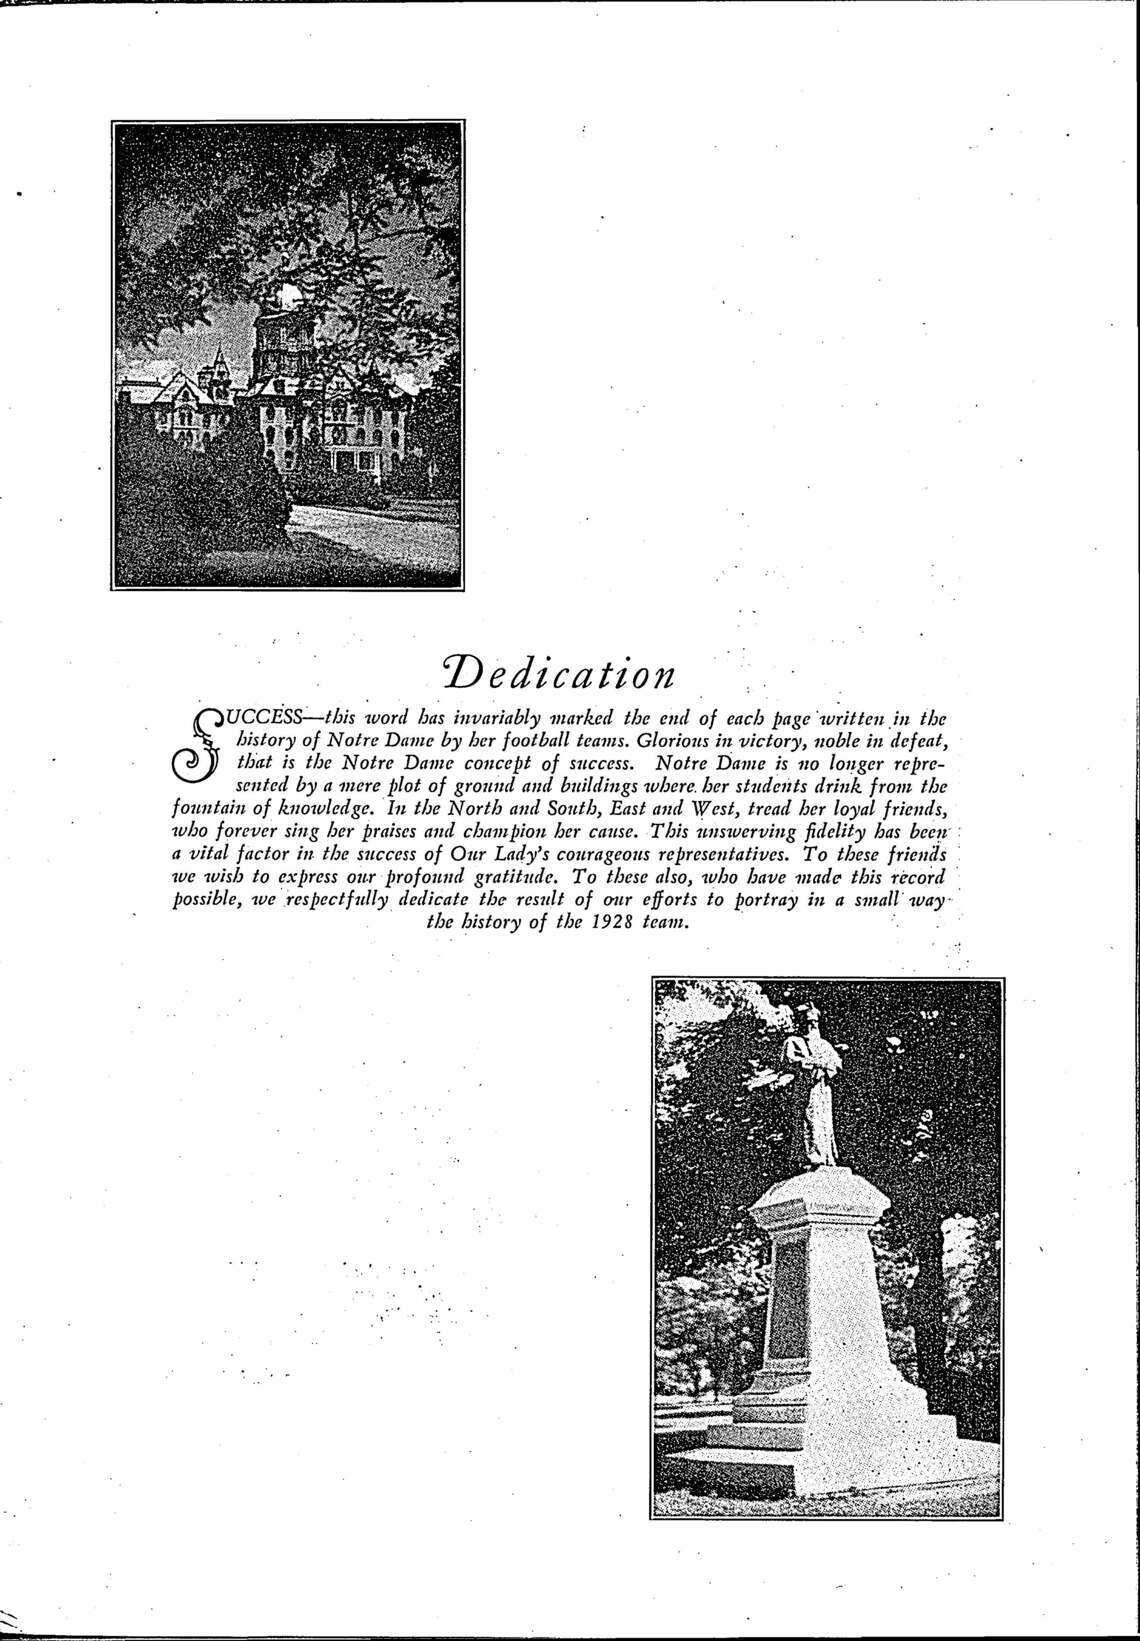 Dedication
SUCCESS—this word has invariably marked the end of each page written in the
history of Notre Dame by her football teams. Glorious in victory, noble in defeat,
that is the Notre Dame concept of success. Notre Dame is no longer repre-
sented by a mere plot of ground and buildings where her students drink from the
fountain of knowledge. In the North and South, East and West, tread her loyal friends,
who forever sing her praises and champion her cause. This unswerving fidelity has been
a vital factor in the success of Our Lady's courageous representatives. To these friends
we wish to express our profound gratitude. To these also, who have made this record
possible, we respectfully dedicate the result of our efforts to portray in a small way
the history of the 1928 team.